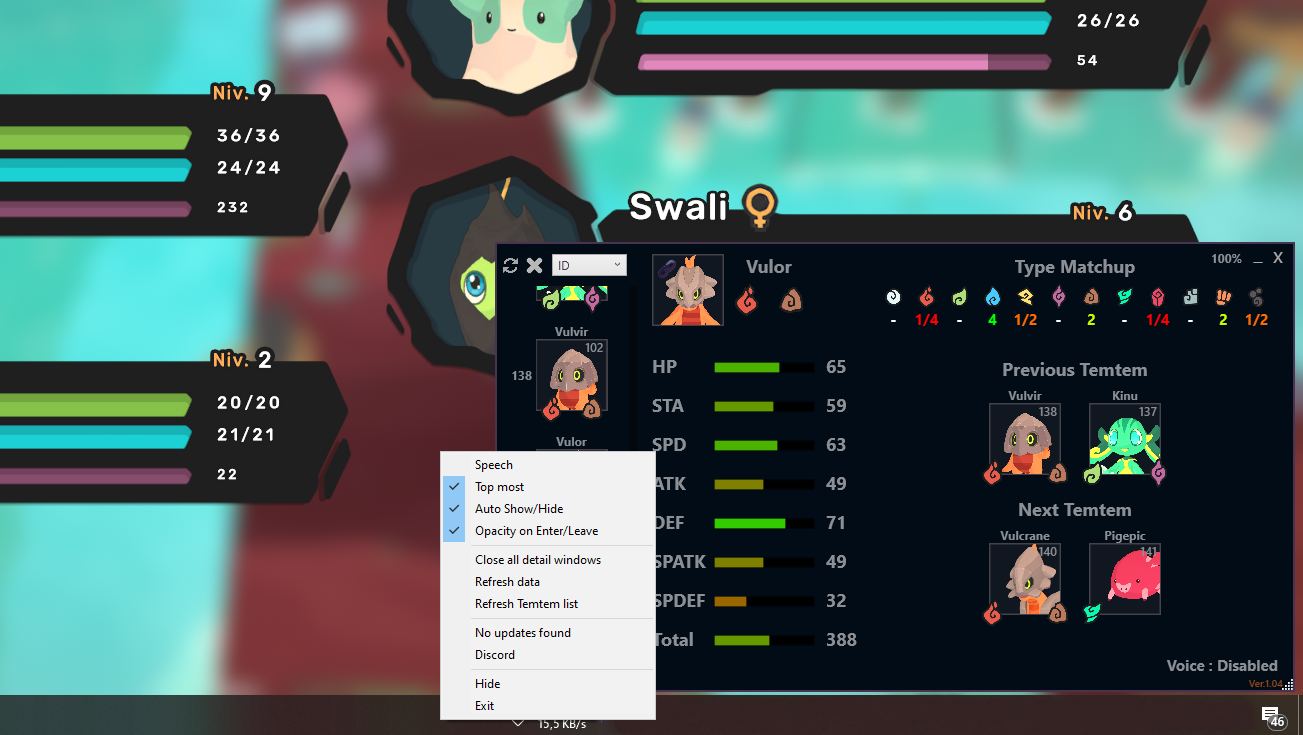 26/26
54
Niv. 9
36/36
24/24
232
Swali
Niv. 6
Niv. 2
20/20
21/21
22
ID
Vulvir
102
138
Vulor
Vulor
HP 65
STA 59
SPD 63
ATK 49
DEF 71
SPATK 49
SPDEF 32
Total 388
100% _ X
Type Matchup
- 1/4 - 4 1/2 - 2 - 1/4 - 2 1/2
Previous Temtem
Vulvir Kinu
138 137
Next Temtem
Vulcrane Pigepic
140 141
Voice : Disabled
Ver.1.04
Speech
Top most
Auto Show/Hide
Opacity on Enter/Leave
Close all detail windows
Refresh data
Refresh Temtem list
No updates found
Discord
Hide
Exit
15,5 KB/s
46